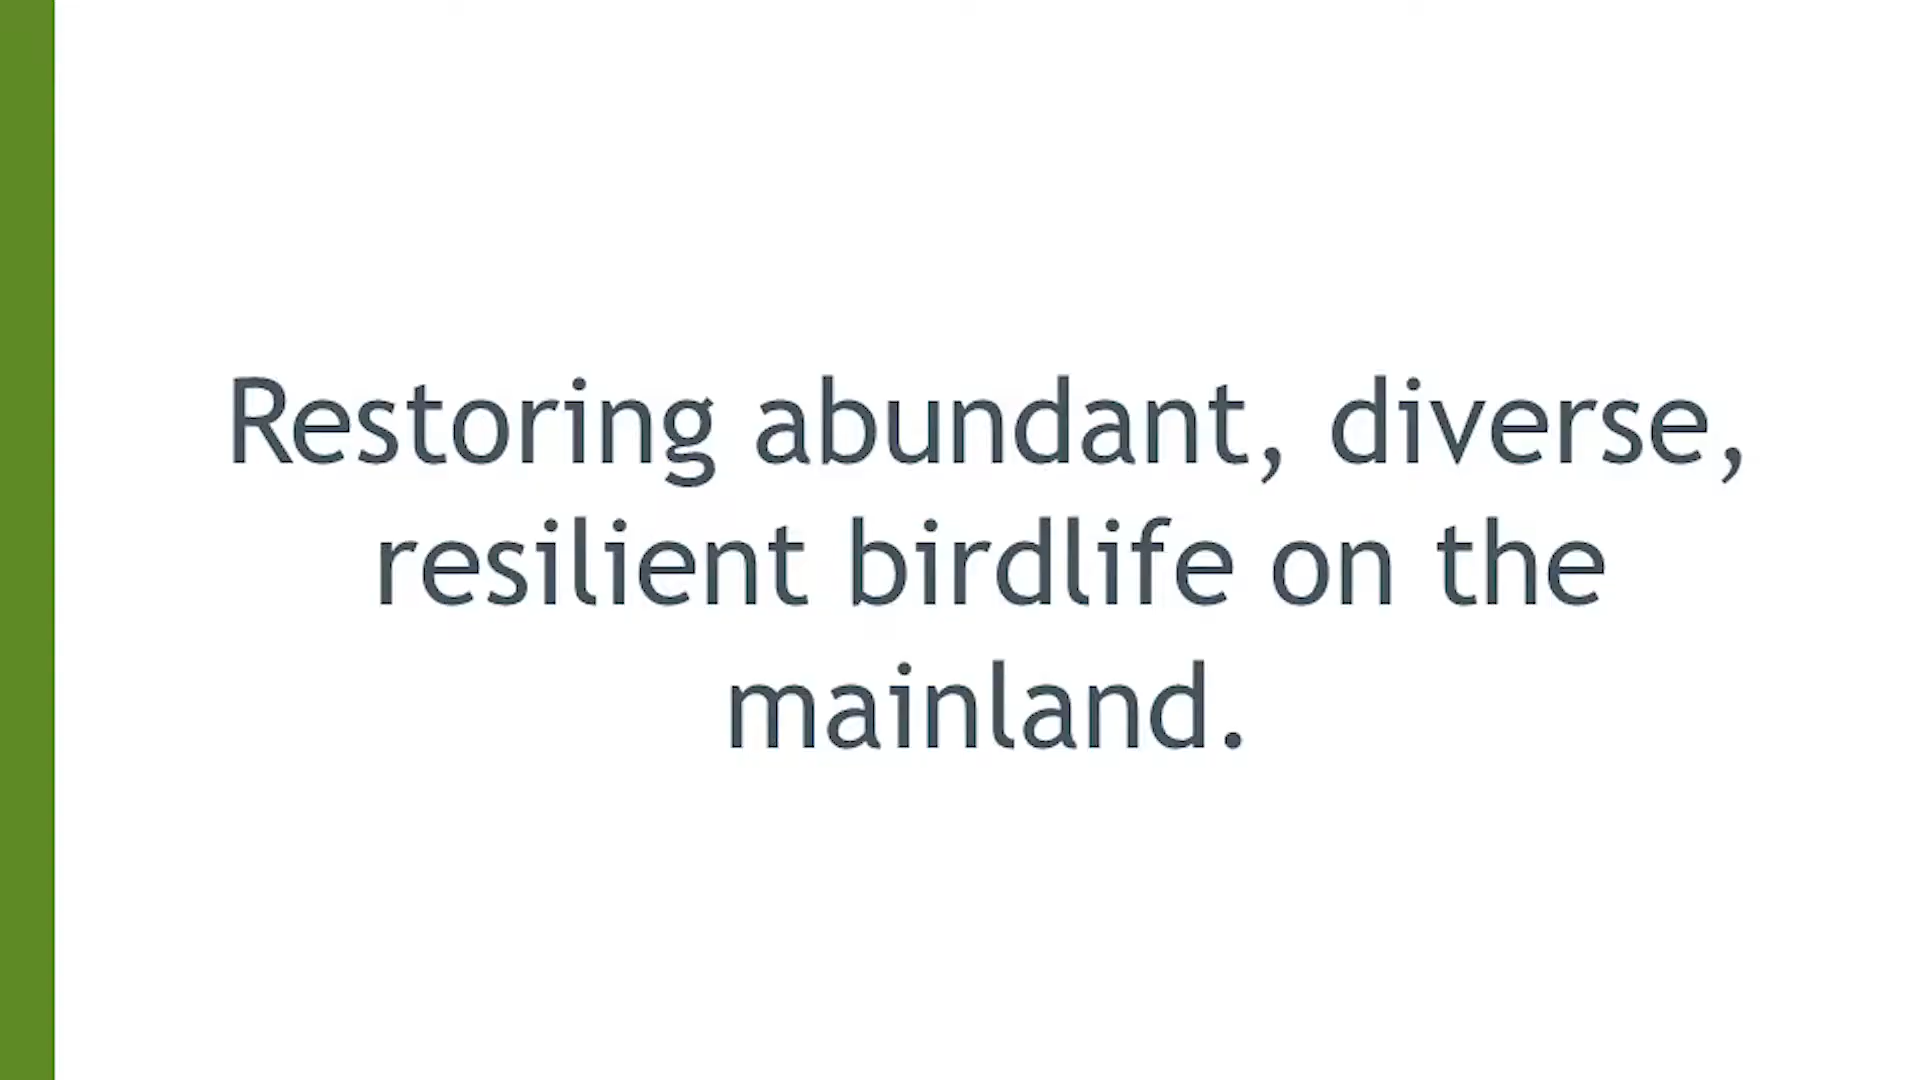 Restoring abundant, diverse,
resilient birdlife on the
mainland.